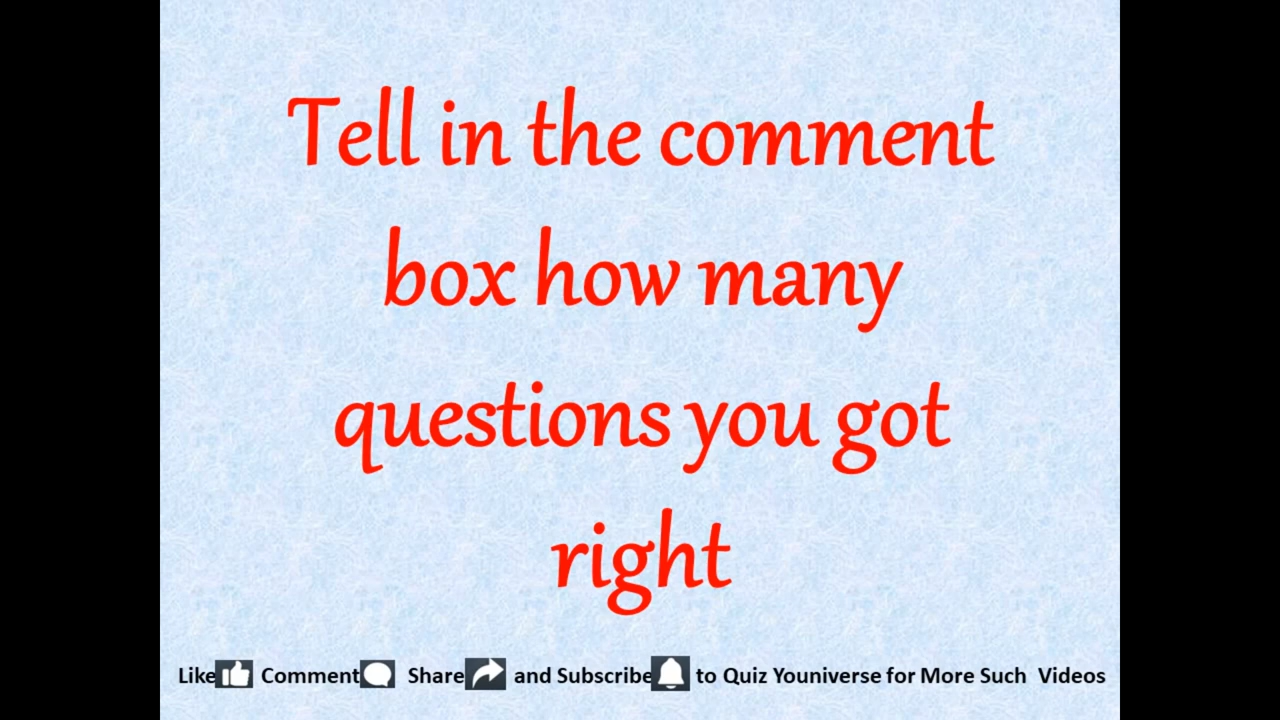 Tell in the comment
box how many
questions you got
right
Like Comment Share and Subscribe to Quiz Youniverse for More Such Videos